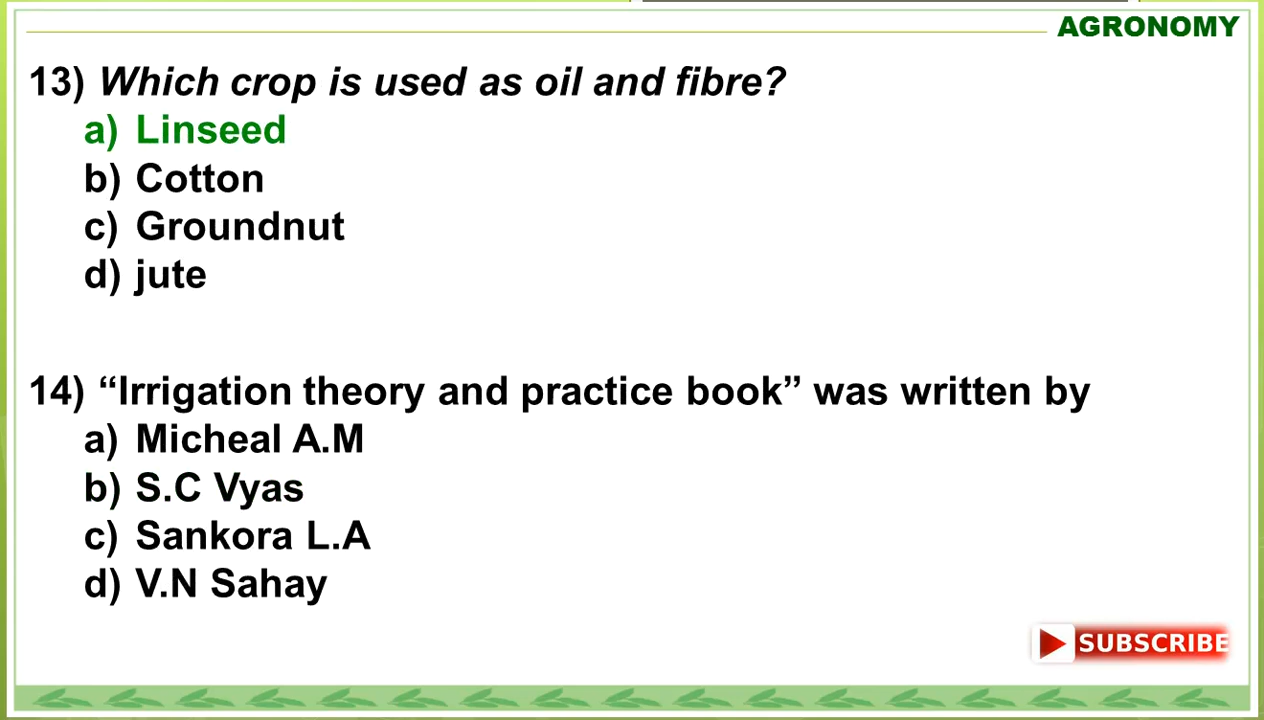 AGRONOMY
13) Which crop is used as oil and fibre?
a) Linseed
b) Cotton
c) Groundnut
d) jute
14) “Irrigation theory and practice book” was written by
a) Micheal A.M
b) S.C Vyas
c) Sankora L.A
d) V.N Sahay
SUBSCRIBE